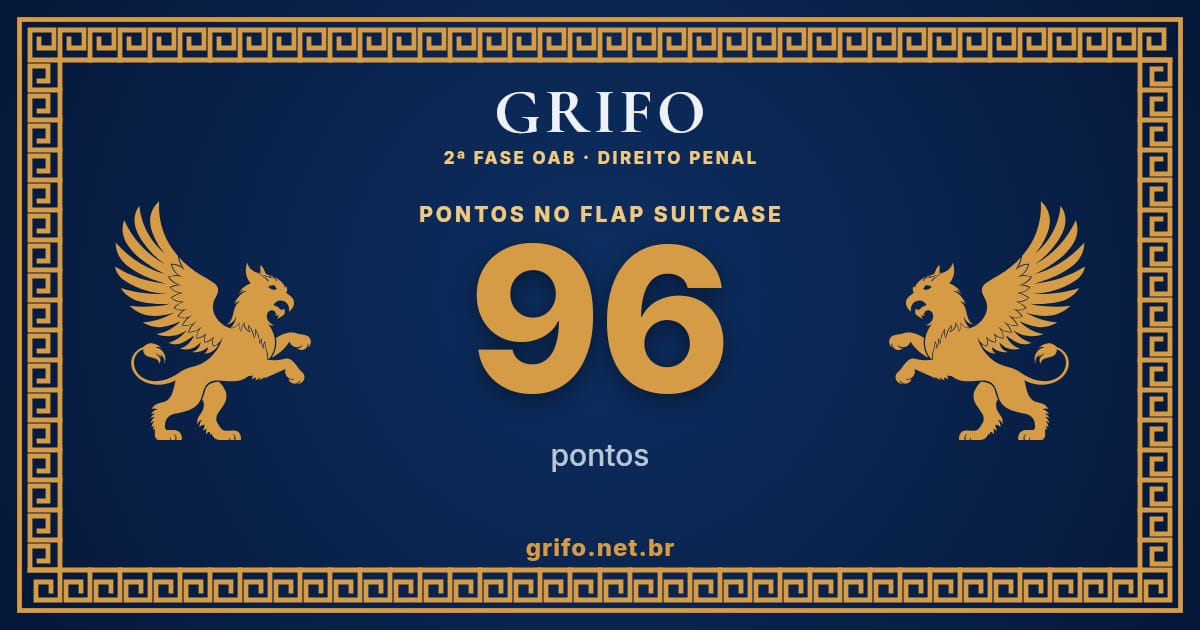 GRIFO
2ª FASE OAB · DIREITO PENAL
PONTOS NO FLAP SUITCASE
96
pontos
grifo.net.br